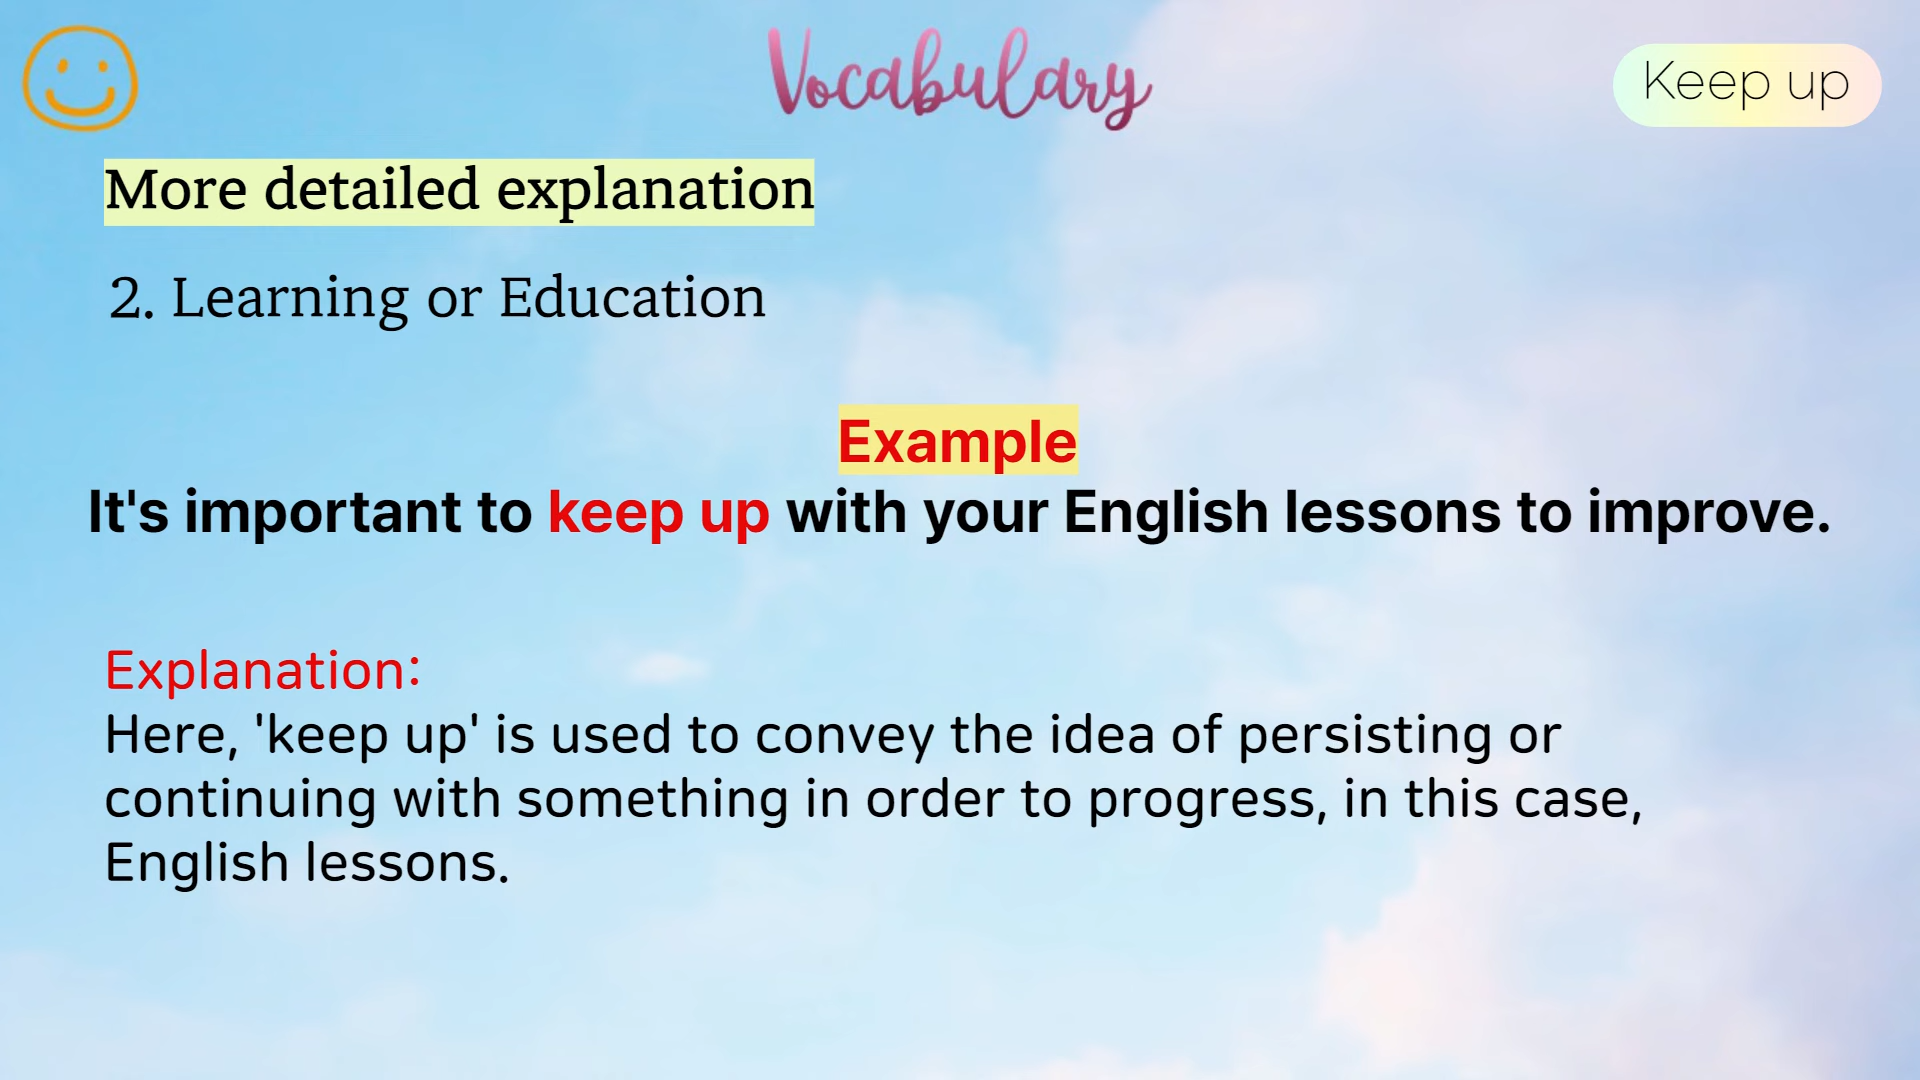 Vocabulary
Keep up
More detailed explanation
2. Learning or Education
Example
It's important to keep up with your English lessons to improve.
Explanation:
Here, 'keep up' is used to convey the idea of persisting or
continuing with something in order to progress, in this case,
English lessons.